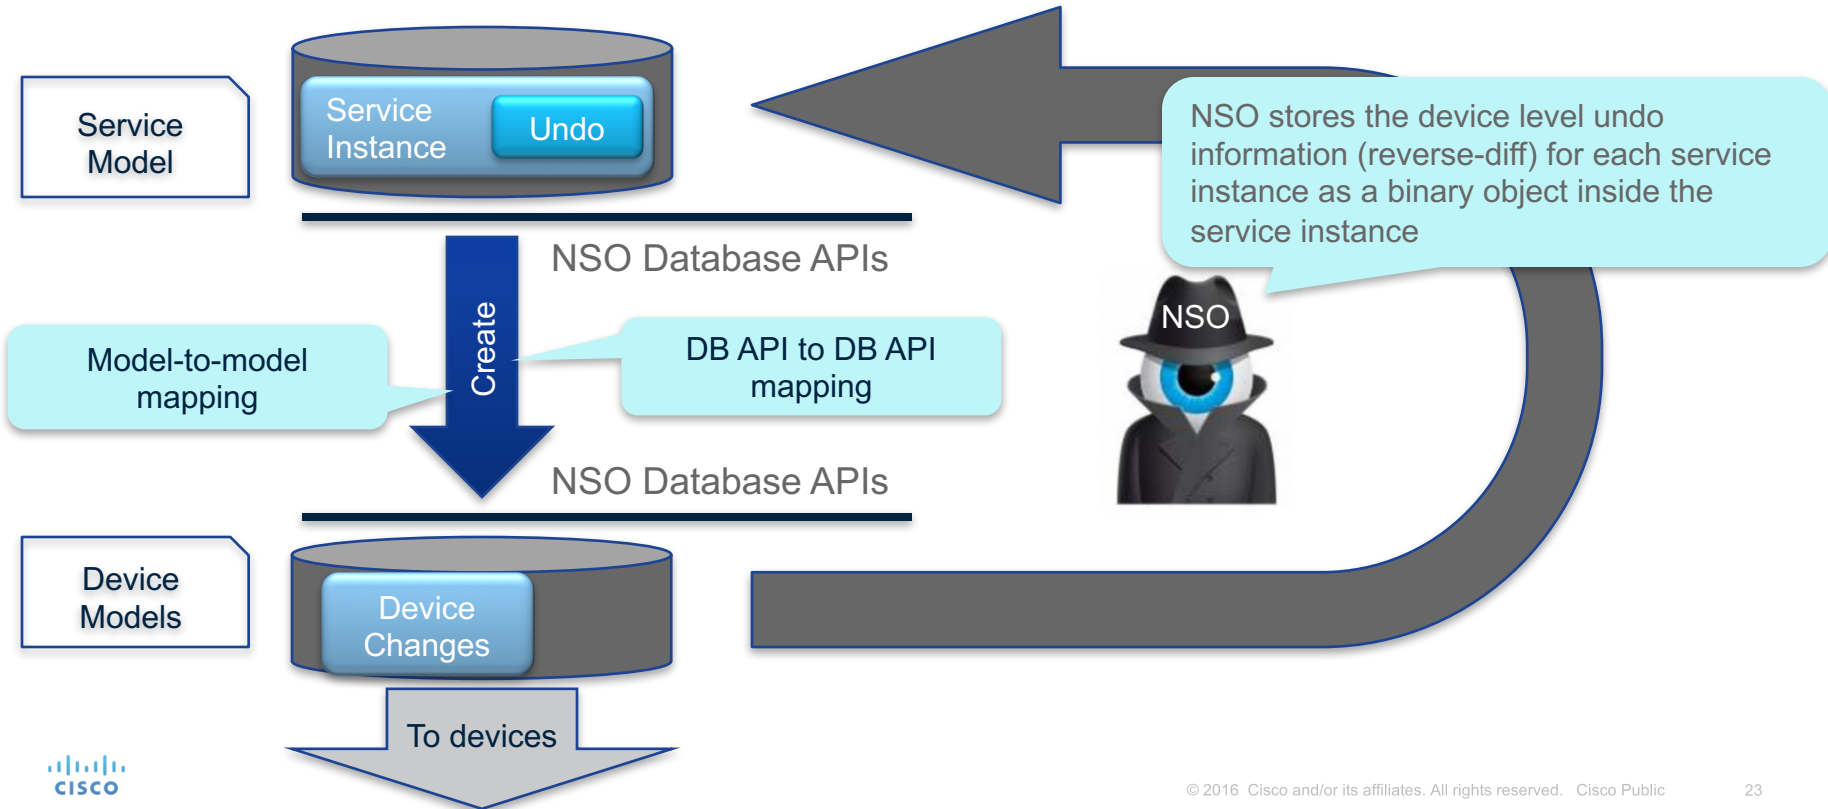 Service
Model
Service
Instance
Undo
NSO stores the device level undo
information (reverse-diff) for each service
instance as a binary object inside the
service instance
NSO Database APIs
NSO
Create
Model-to-model
mapping
DB API to DB API
mapping
NSO Database APIs
Device
Models
Device
Changes
To devices
CISCO
© 2016 Cisco and/or its affiliates. All rights reserved. Cisco Public 23